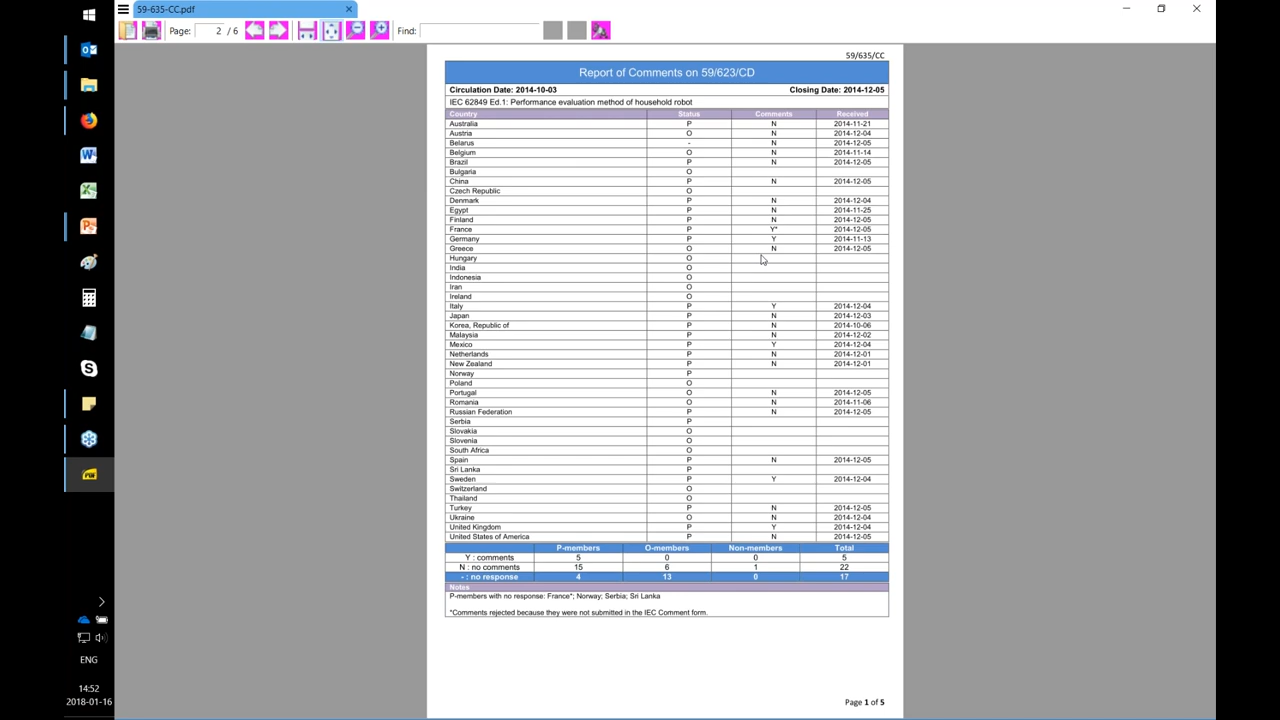 59-635-CC.pdf
Page: 2 / 6 Find:
59/635/CC
Report of Comments on 59/623/CD
Circulation Date: 2014-10-03 Closing Date: 2014-12-05
IEC 62849 Ed.1: Performance evaluation method of household robot
Country Status Comments Received
Australia P N 2014-11-21
Austria O N 2014-12-04
Belarus - N 2014-12-05
Belgium O N 2014-11-14
Brazil P N 2014-12-05
Bulgaria O
China P N 2014-12-05
Czech Republic O
Denmark P N 2014-12-04
Egypt P N 2014-11-25
Finland P N 2014-12-05
France P Y* 2014-12-05
Germany P Y 2014-11-13
Greece O N 2014-12-05
Hungary O
India O
Indonesia O
Iran O
Ireland O
Italy P Y 2014-12-04
Japan P N 2014-12-03
Korea, Republic of P N 2014-10-06
Malaysia P N 2014-12-02
Mexico P Y 2014-12-04
Netherlands P N 2014-12-01
New Zealand P N 2014-12-01
Norway P
Poland O
Portugal O N 2014-12-05
Romania O N 2014-11-06
Russian Federation P N 2014-12-05
Serbia P
Slovakia O
Slovenia O
South Africa O
Spain P N 2014-12-05
Sri Lanka P
Sweden P Y 2014-12-04
Switzerland O
Thailand O
Turkey P N 2014-12-05
Ukraine O N 2014-12-04
United Kingdom P Y 2014-12-04
United States of America P N 2014-12-05
P-members O-members Non-members Total
Y : comments 5 0 0 5
N : no comments 15 6 1 22
- : no response 4 13 0 17
Notes
P-members with no response: France*; Norway; Serbia; Sri Lanka
*Comments rejected because they were not submitted in the IEC Comment form.
Page 1 of 5
ENG
14:52
2018-01-16